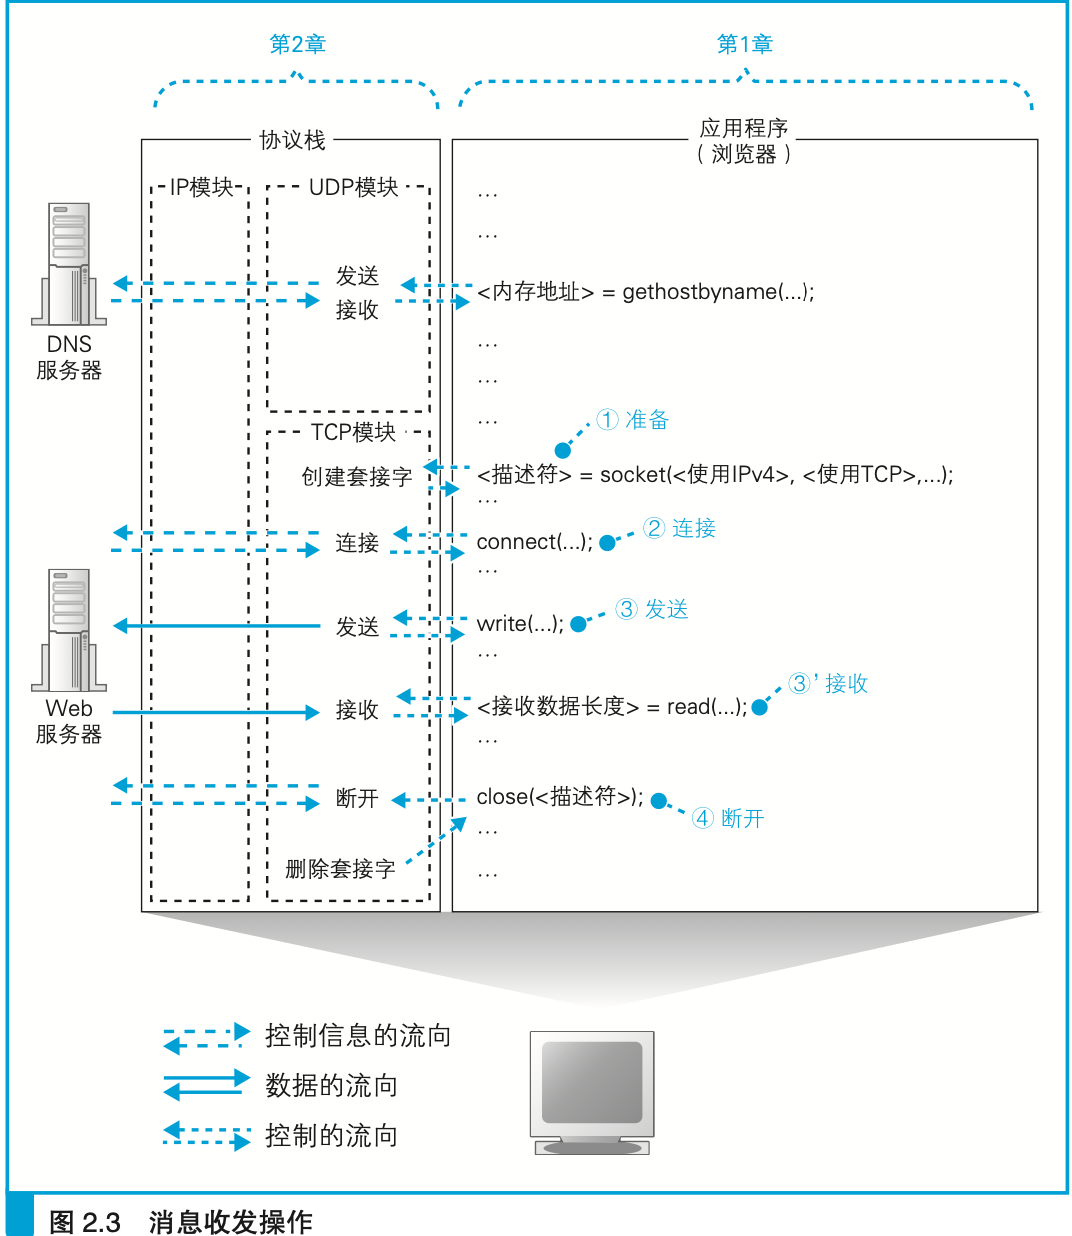 第2章
第1章
协议栈
应用程序
（浏览器）
IP模块
UDP模块
…
…
发送
接收
<内存地址> = gethostbyname(...);
DNS
服务器
…
…
…
① 准备
TCP模块
创建套接字
<描述符> = socket(<使用IPv4>, <使用TCP>,...);
…
② 连接
连接
connect(...);
…
③ 发送
发送
write(...);
…
③’接收
Web
服务器
接收
<接收数据长度> = read(...);
…
断开
close(<描述符>);
④ 断开
…
删除套接字
…
控制信息的流向
数据的流向
控制的流向
图 2.3 消息收发操作